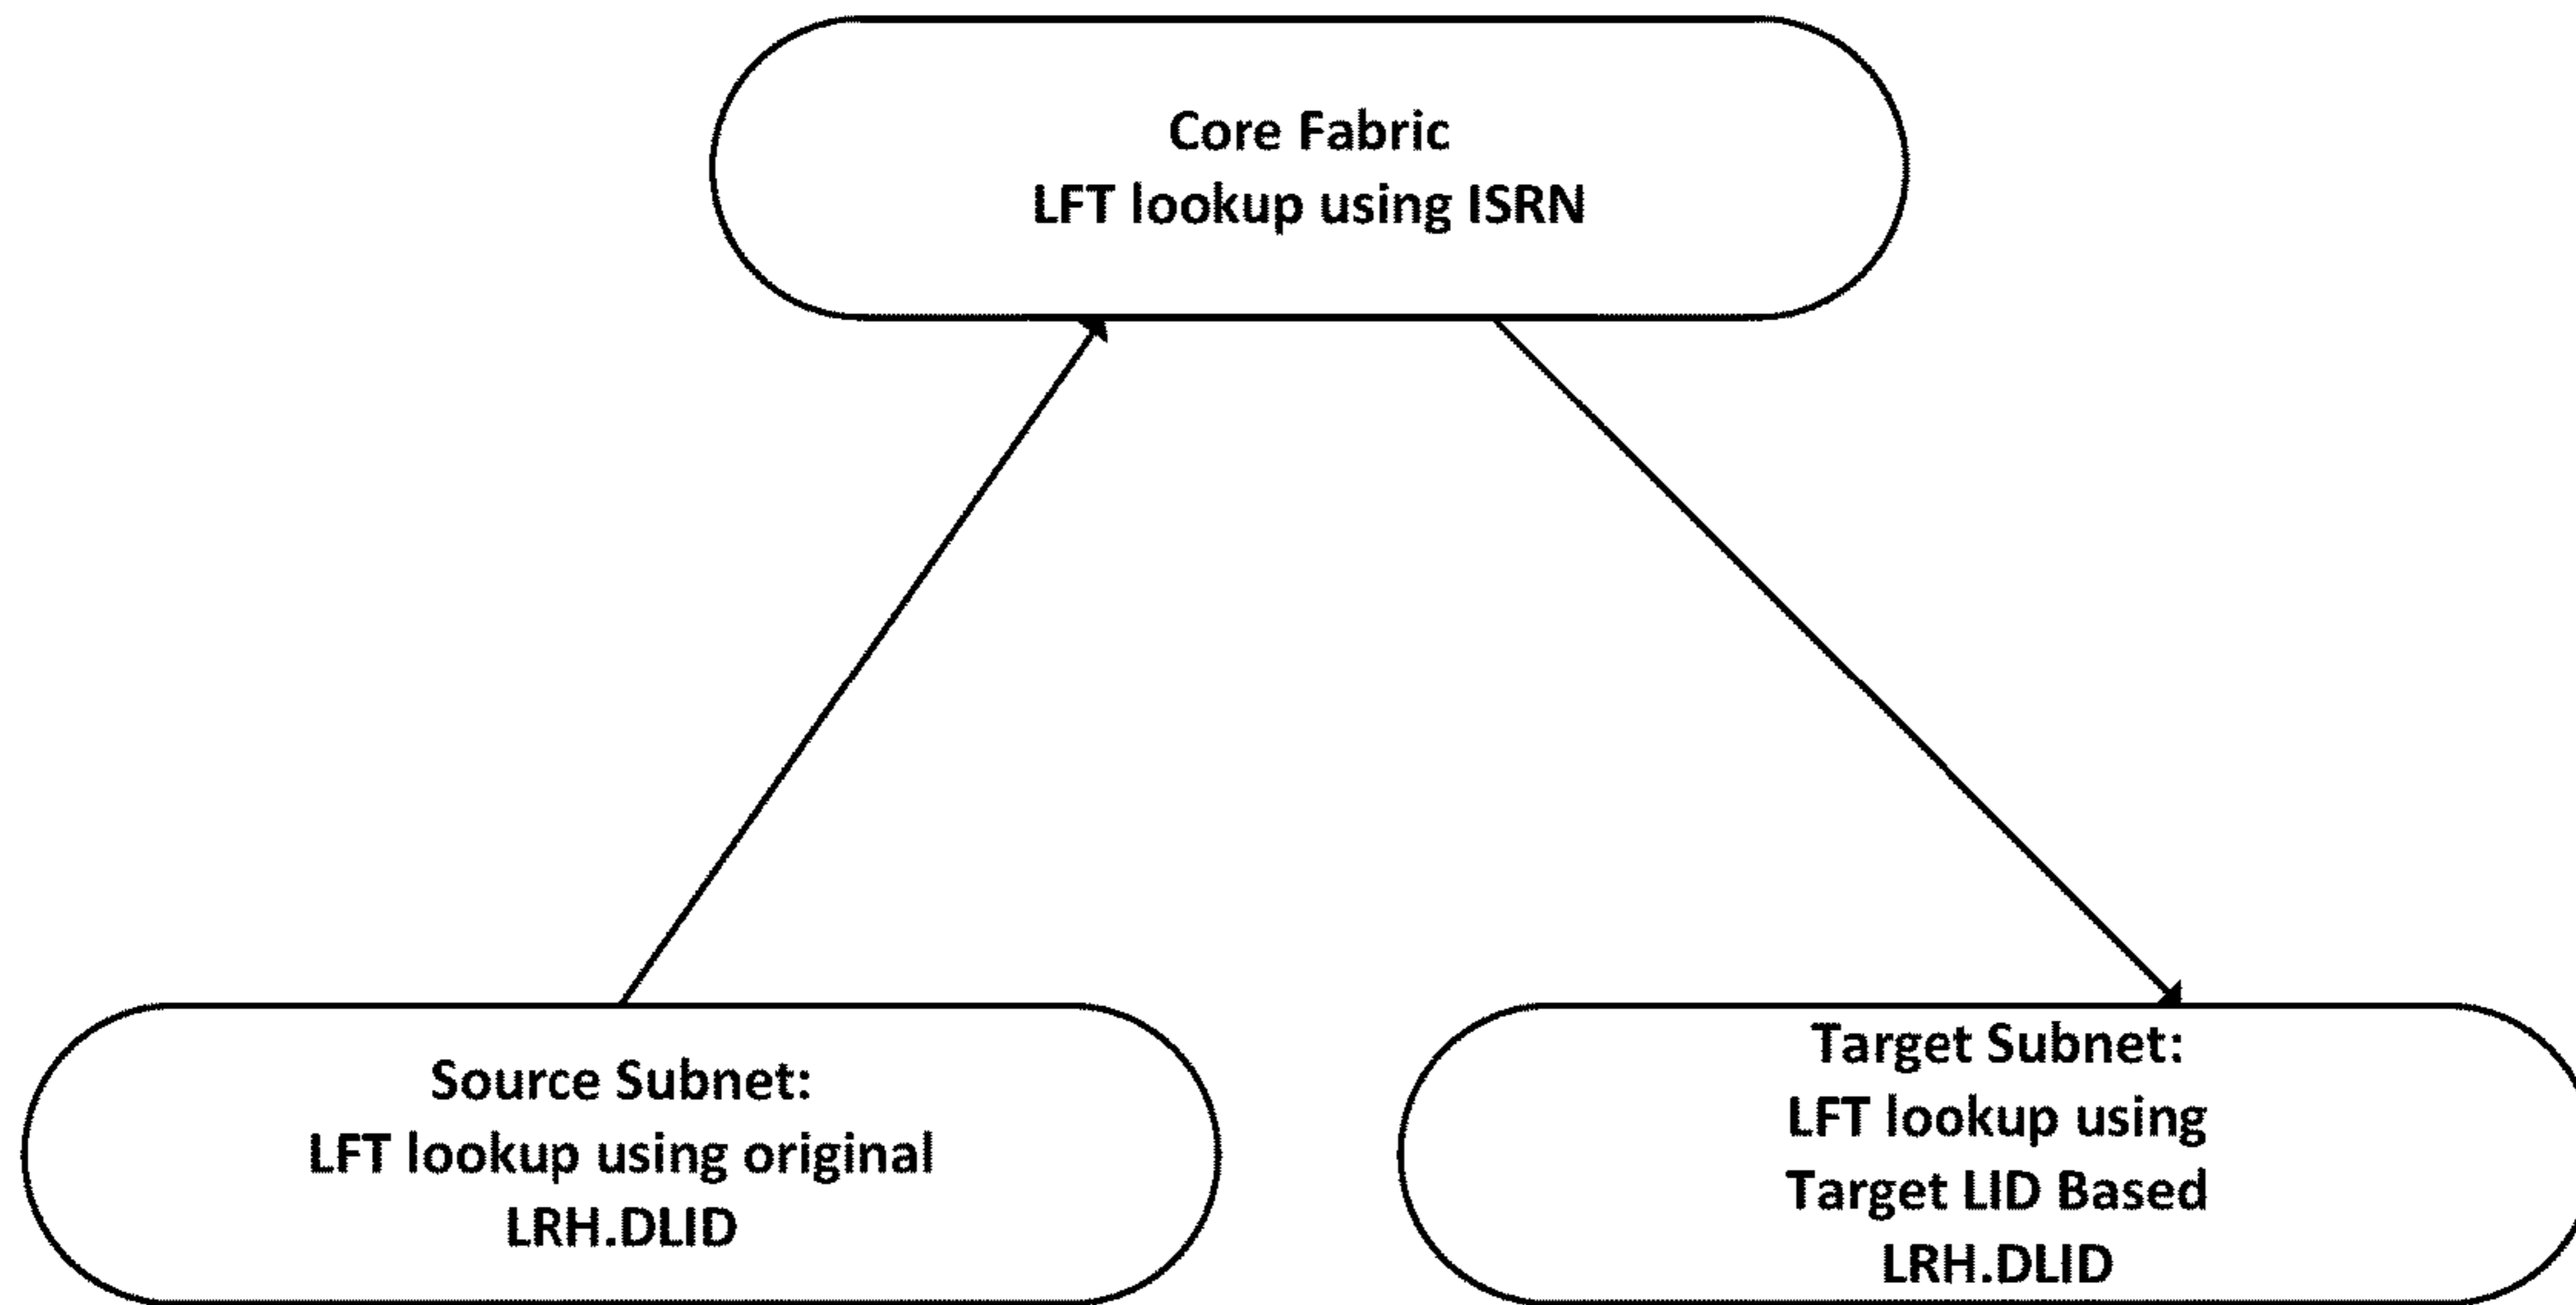 Core Fabric
LFT lookup using ISRN
Source Subnet:
LFT lookup using original
LRH.DLID
Target Subnet:
LFT lookup using
Target LID Based
LRH.DLID